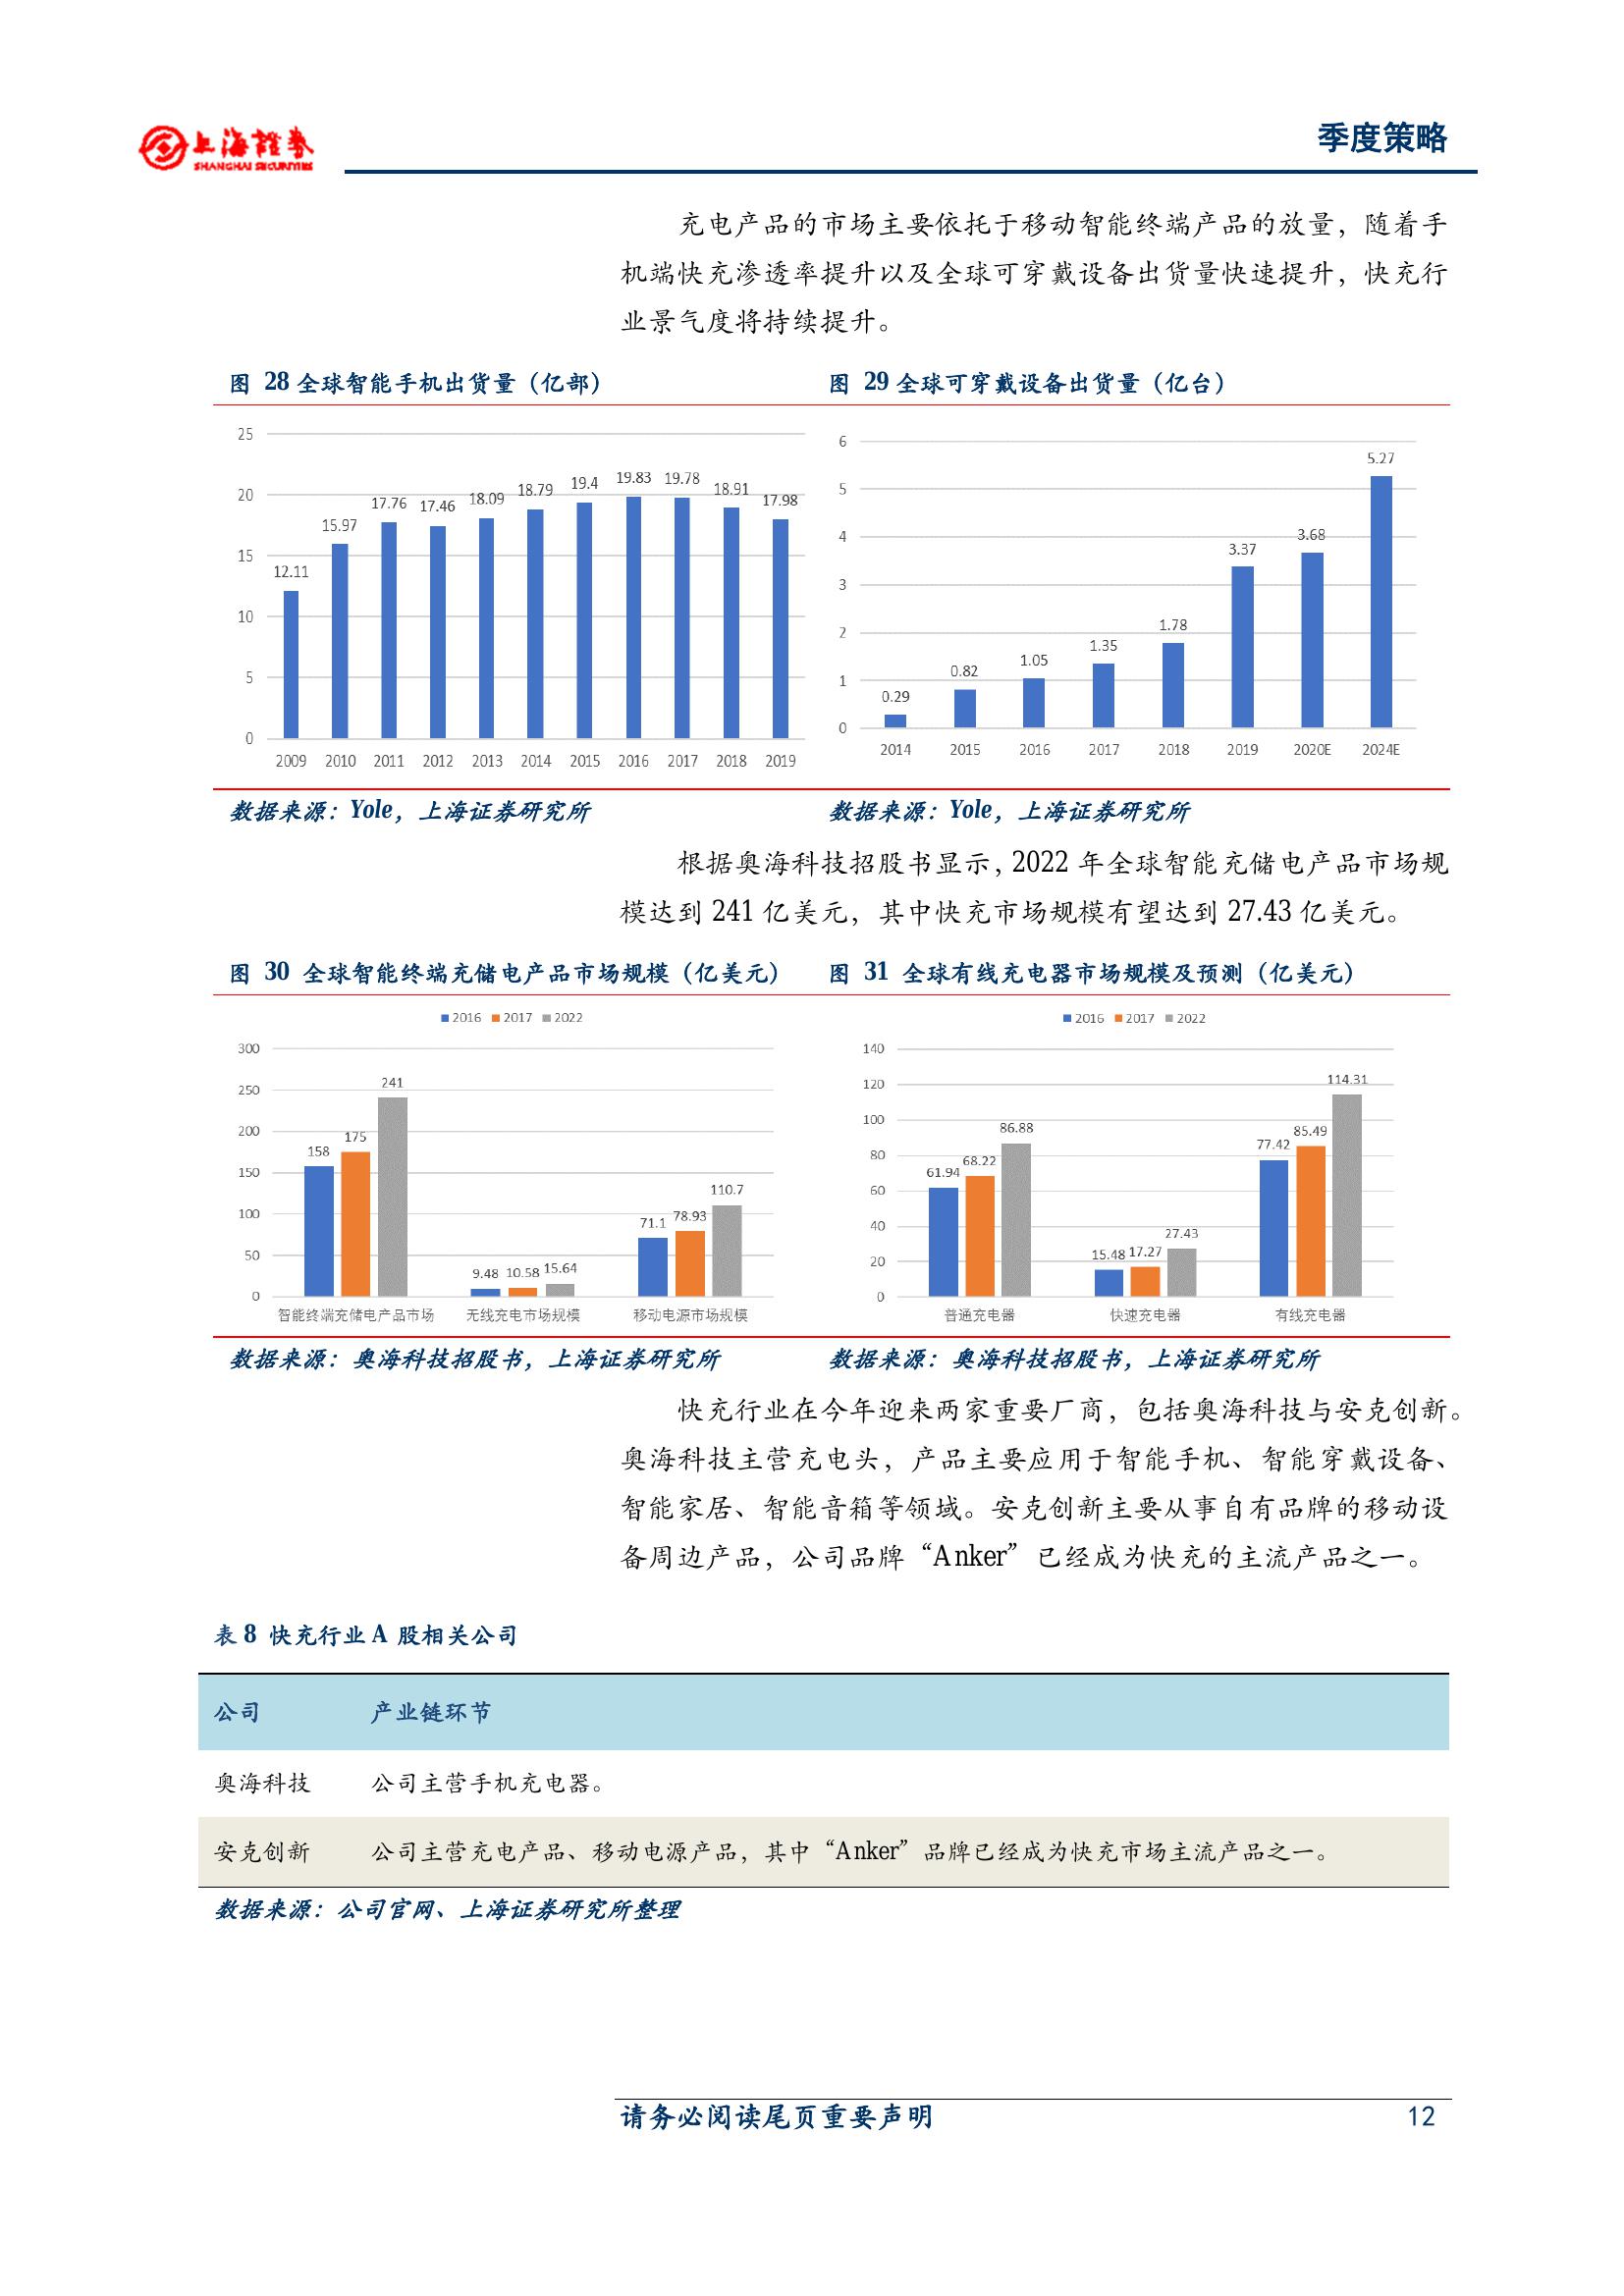 上海證券
SHANGHAI SECURITIES
季度策略
充电产品的市场主要依托于移动智能终端产品的放量，随着手
机端快充渗透率提升以及全球可穿戴设备出货量快速提升，快充行
业景气度将持续提升。
图 28 全球智能手机出货量（亿部）
25
20
15
10
5
0
12.11
15.97
17.76
17.46
18.09
18.79
19.4
19.83
19.78
18.91
17.98
2009 2010 2011 2012 2013 2014 2015 2016 2017 2018 2019
图 29 全球可穿戴设备出货量（亿台）
6
5
4
3
2
1
0
0.29
0.82
1.05
1.35
1.78
3.37
3.68
5.27
2014 2015 2016 2017 2018 2019 2020E 2024E
数据来源：Yole，上海证券研究所
数据来源：Yole，上海证券研究所
根据奥海科技招股书显示，2022 年全球智能充储电产品市场规
模达到 241 亿美元，其中快充市场规模有望达到 27.43 亿美元。
图 30 全球智能终端充储电产品市场规模（亿美元）
2016 2017 2022
300
250
200
150
100
50
0
158 175 241
9.48 10.58 15.64
71.1 78.93 110.7
智能终端充储电产品市场 无线充电市场规模 移动电源市场规模
图 31 全球有线充电器市场规模及预测（亿美元）
2016 2017 2022
140
120
100
80
60
40
20
0
61.94 68.22 86.88
15.48 17.27 27.43
77.42 85.49 114.31
普通充电器 快速充电器 有线充电器
数据来源：奥海科技招股书，上海证券研究所
数据来源：奥海科技招股书，上海证券研究所
快充行业在今年迎来两家重要厂商，包括奥海科技与安克创新。
奥海科技主营充电头，产品主要应用于智能手机、智能穿戴设备、
智能家居、智能音箱等领域。安克创新主要从事自有品牌的移动设
备周边产品，公司品牌“Anker”已经成为快充的主流产品之一。
表 8 快充行业 A 股相关公司
公司 产业链环节
奥海科技 公司主营手机充电器。
安克创新 公司主营充电产品、移动电源产品，其中“Anker”品牌已经成为快充市场主流产品之一。
数据来源：公司官网、上海证券研究所整理
请务必阅读尾页重要声明 12